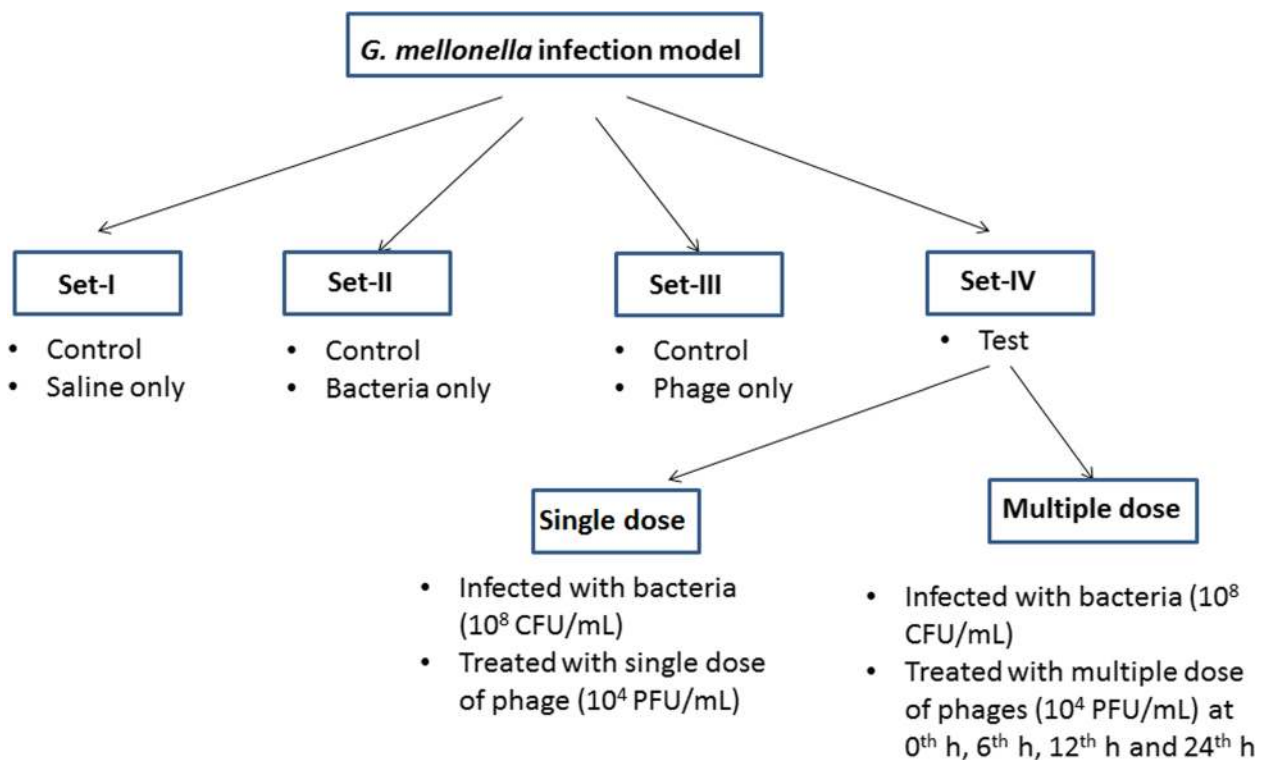 G. mellonella infection model
Set-I
• Control
• Saline only
Set-II
• Control
• Bacteria only
Set-III
• Control
• Phage only
Set-IV
• Test
Single dose
• Infected with bacteria
(10⁸ CFU/mL)
• Treated with single dose
of phage (10⁴ PFU/mL)
Multiple dose
• Infected with bacteria (10⁸
CFU/mL)
• Treated with multiple dose
of phages (10⁴ PFU/mL) at
0ᵗʰ h, 6ᵗʰ h, 12ᵗʰ h and 24ᵗʰ h